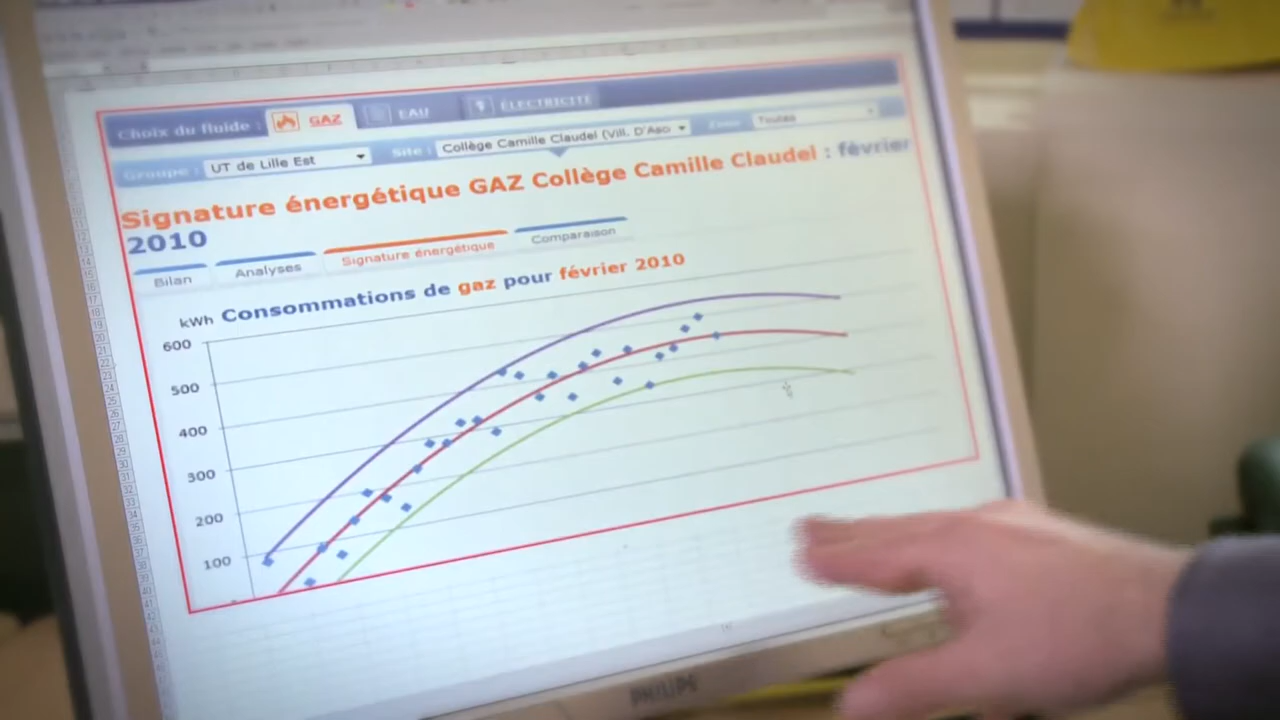 Choix du fluide : GAZ EAU ÉLECTRICITÉ
Groupe : UT de Lille Est Site : Collège Camille Claudel (Vill. D'Asc Toutes
Signature énergétique GAZ Collège Camille Claudel : février
2010
Bilan Analyses Signature énergétique Comparaison
Consommations de gaz pour février 2010
kWh
600
500
400
300
200
100
PHILIPS